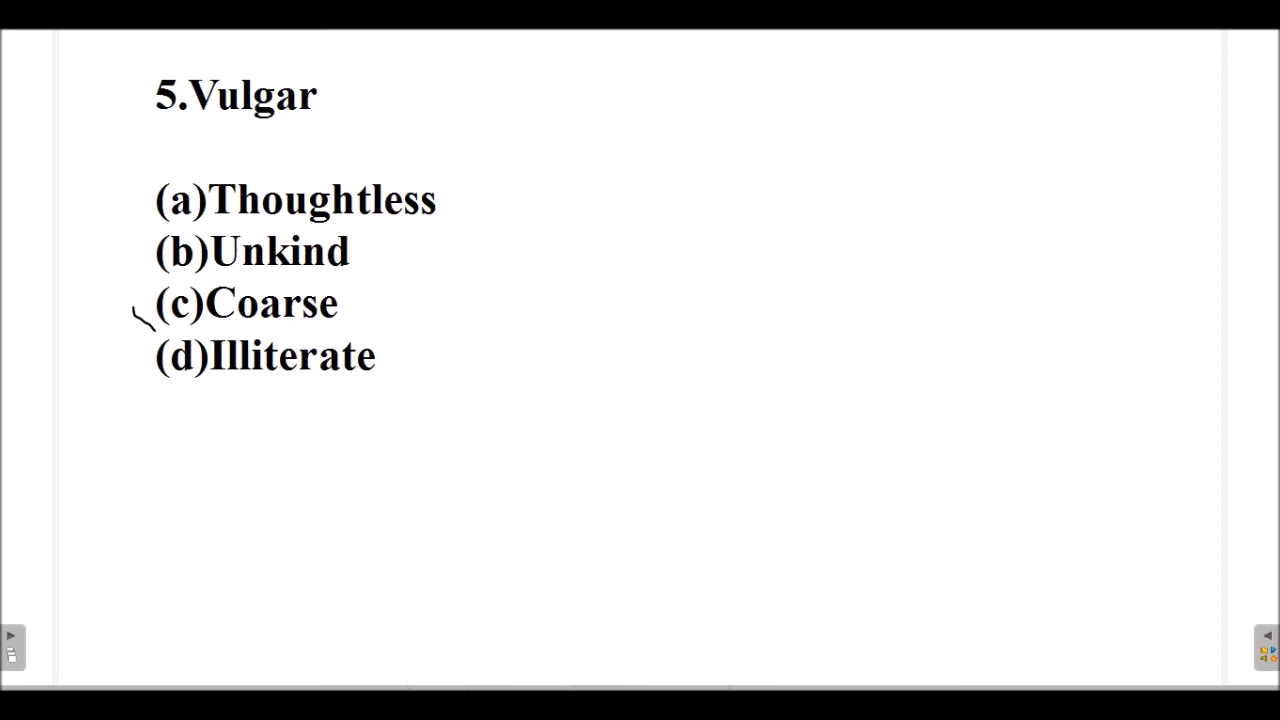 5.Vulgar
(a)Thoughtless
(b)Unkind
(c)Coarse
(d)Illiterate